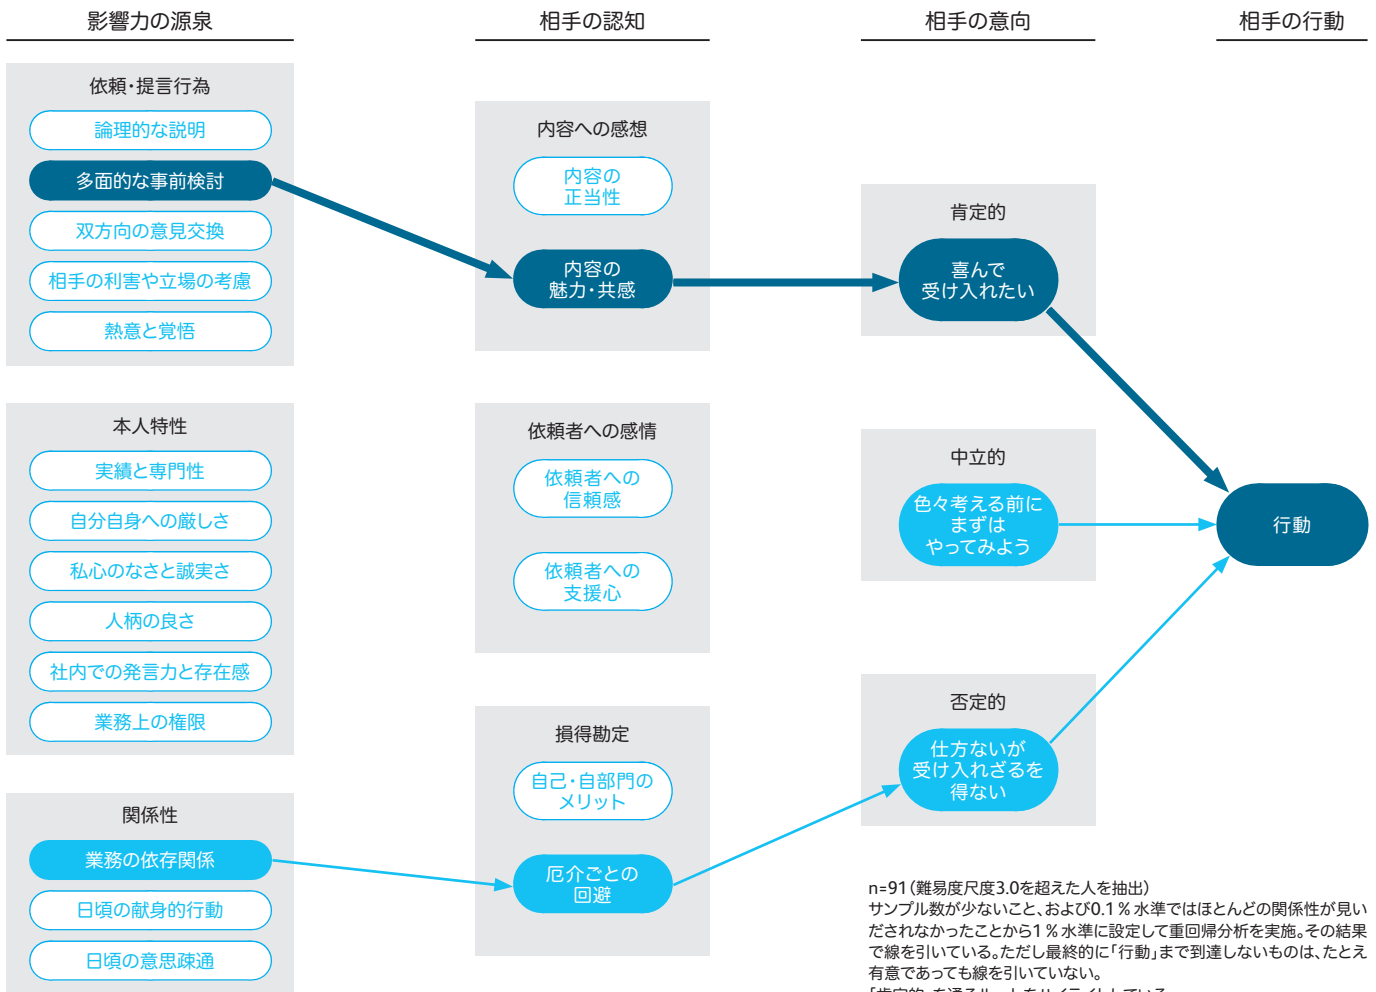 影響力の源泉
相手の認知
相手の意向
相手の行動
依頼・提言行為
論理的な説明
多面的な事前検討
双方向の意見交換
相手の利害や立場の考慮
熱意と覚悟
本人特性
実績と専門性
自分自身への厳しさ
私心のなさと誠実さ
人柄の良さ
社内での発言力と存在感
業務上の権限
関係性
業務の依存関係
日頃の献身的行動
日頃の意思疎通
内容への感想
内容の
正当性
内容の
魅力・共感
依頼者への感情
依頼者への
信頼感
依頼者への
支援心
損得勘定
自己・自部門の
メリット
厄介ごとの
回避
肯定的
喜んで
受け入れたい
中立的
色々考える前に
まずは
やってみよう
否定的
仕方ないが
受け入れざるを
得ない
行動
n=91（難易度尺度3.0を超えた人を抽出）
サンプル数が少ないこと、および0.1％水準ではほとんどの関係性が見い
だされなかったことから1％水準に設定して重回帰分析を実施。その結果
で線を引いている。ただし最終的に「行動」まで到達しないものは、たとえ
有意であっても線を引いていない。
「肯定的」を通るルートをハイライトしている。